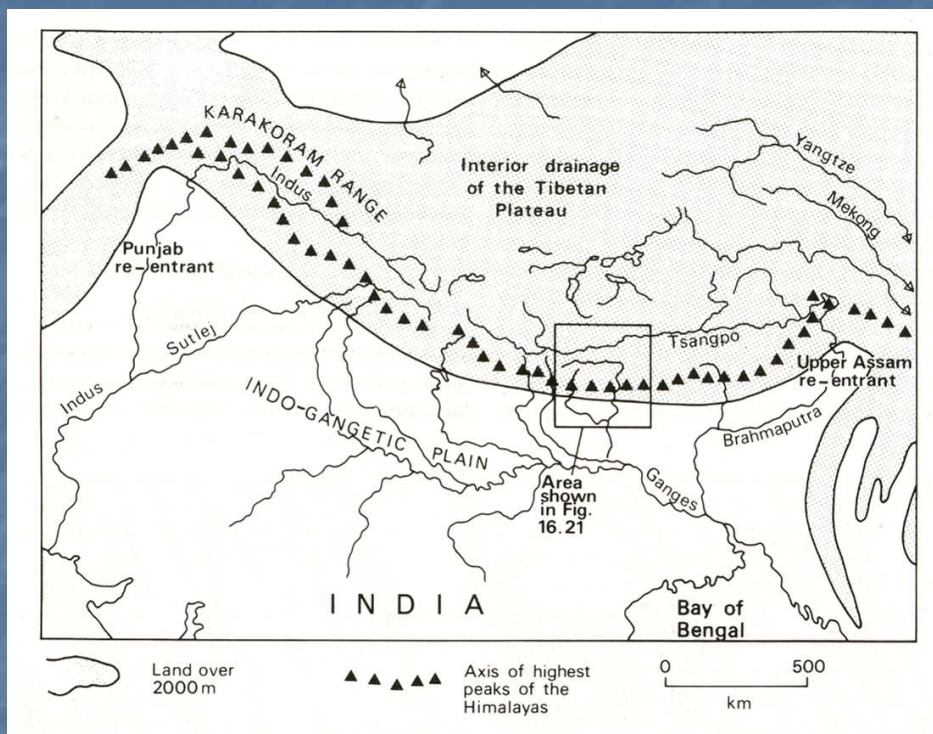 KARAKORAM RANGE
Indus
Interior drainage
of the Tibetan
Plateau
Yangtze
Mekong
Punjab
re-entrant
Sutlej
Tsangpo
Upper Assam
re-entrant
Indus
INDO-GANGETIC PLAIN
Brahmaputra
Area
shown
in Fig.
16.21
Ganges
INDIA
Bay of
Bengal
Land over
2000 m
Axis of highest
peaks of the
Himalayas
0 500
km